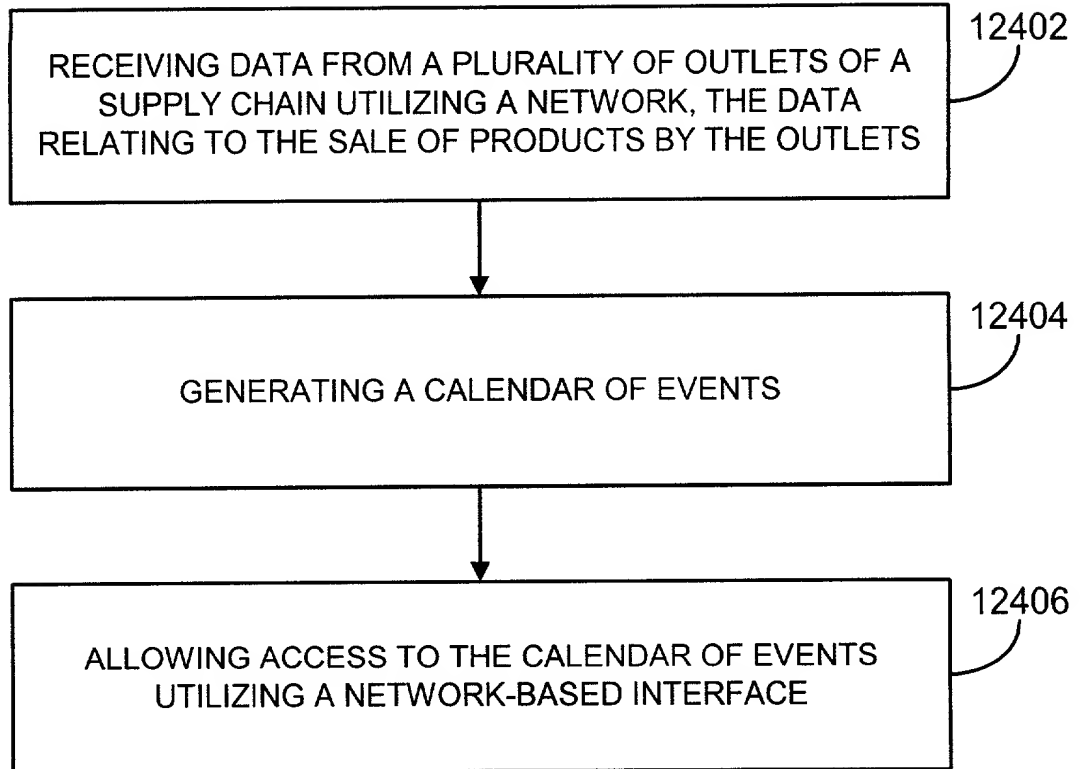 12402
RECEIVING DATA FROM A PLURALITY OF OUTLETS OF A
SUPPLY CHAIN UTILIZING A NETWORK, THE DATA
RELATING TO THE SALE OF PRODUCTS BY THE OUTLETS
12404
GENERATING A CALENDAR OF EVENTS
12406
ALLOWING ACCESS TO THE CALENDAR OF EVENTS
UTILIZING A NETWORK-BASED INTERFACE